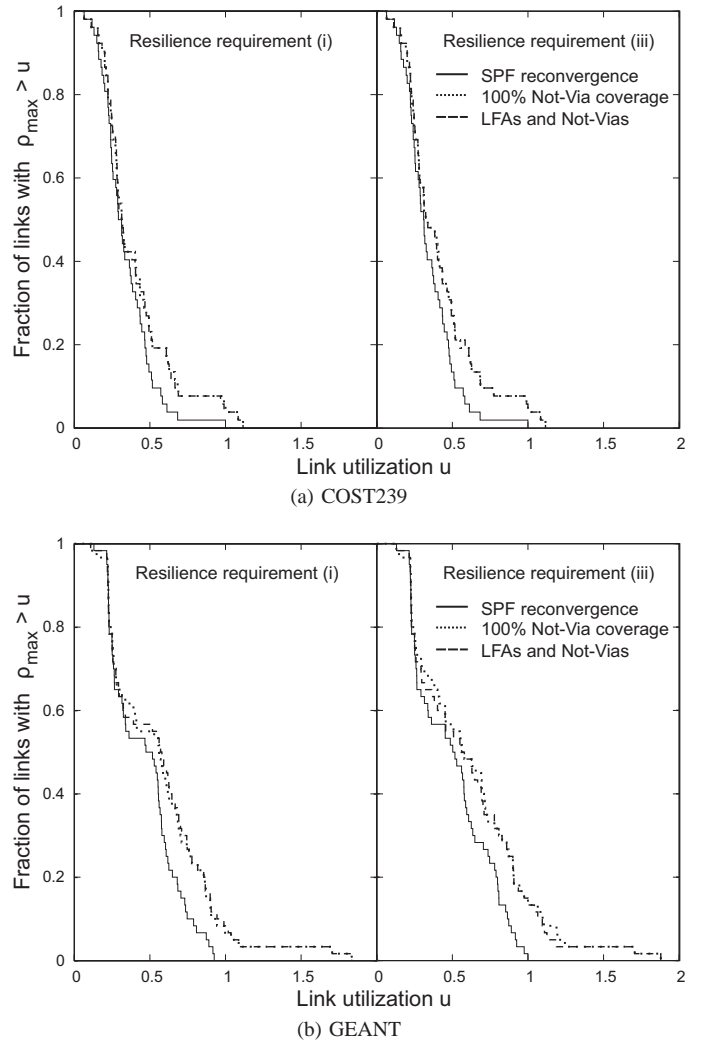 Resilience requirement (i)
Resilience requirement (iii)
SPF reconvergence
100% Not-Via coverage
LFAs and Not-Vias
Fraction of links with ρmax > u
1
0.8
0.6
0.4
0.2
0
0 0.5 1 1.5 0 0.5 1 1.5 2
Link utilization u
(a) COST239
Resilience requirement (i)
Resilience requirement (iii)
SPF reconvergence
100% Not-Via coverage
LFAs and Not-Vias
Fraction of links with ρmax > u
1
0.8
0.6
0.4
0.2
0
0 0.5 1 1.5 0 0.5 1 1.5 2
Link utilization u
(b) GEANT